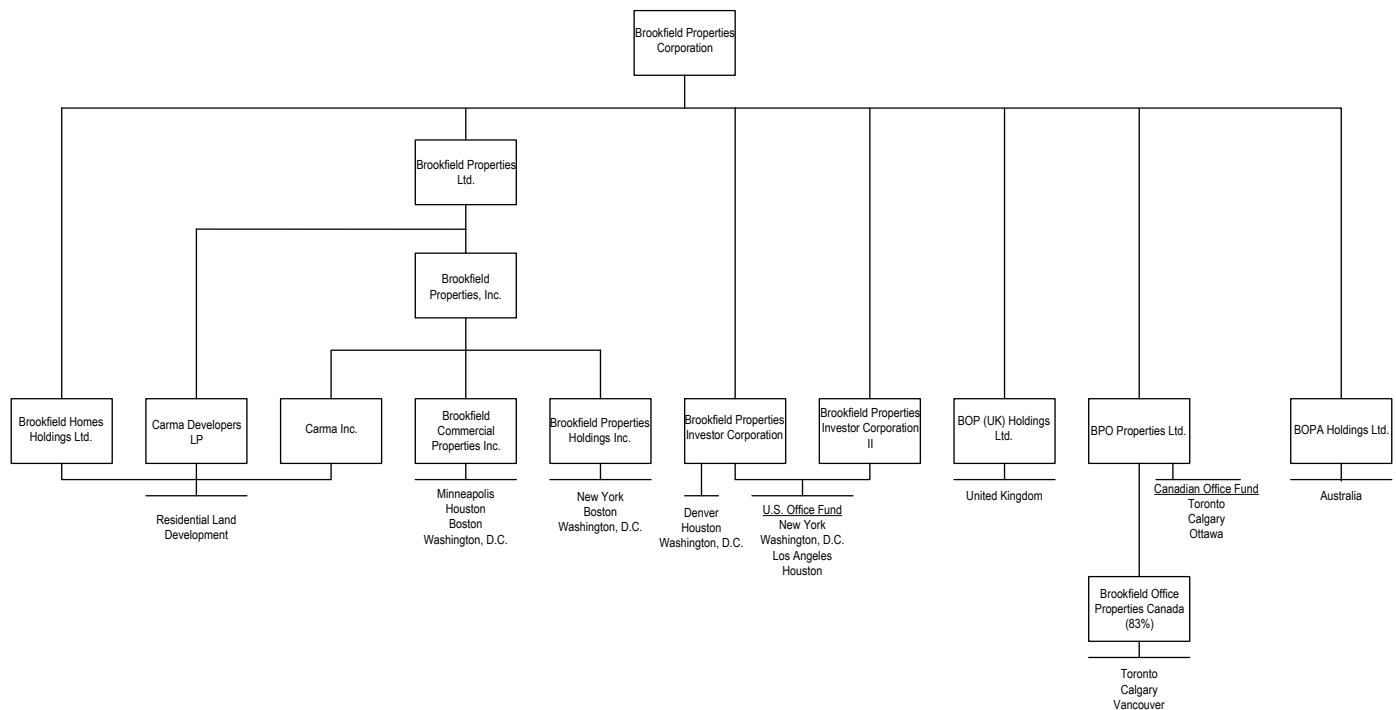 Brookfield Properties
Corporation
Brookfield Properties
Ltd.
Brookfield
Properties, Inc.
Brookfield Homes
Holdings Ltd.
Carma Developers
LP
Carma Inc.
Brookfield
Commercial
Properties Inc.
Brookfield Properties
Holdings Inc.
Brookfield Properties
Investor Corporation
Brookfield Properties
Investor Corporation
II
BOP (UK) Holdings
Ltd.
BPO Properties Ltd.
BOPA Holdings Ltd.
Residential Land
Development
Minneapolis
Houston
Boston
Washington, D.C.
New York
Boston
Washington, D.C.
Denver
Houston
Washington, D.C.
U.S. Office Fund
New York
Washington, D.C.
Los Angeles
Houston
United Kingdom
Canadian Office Fund
Toronto
Calgary
Ottawa
Australia
Brookfield Office
Properties Canada
(83%)
Toronto
Calgary
Vancouver